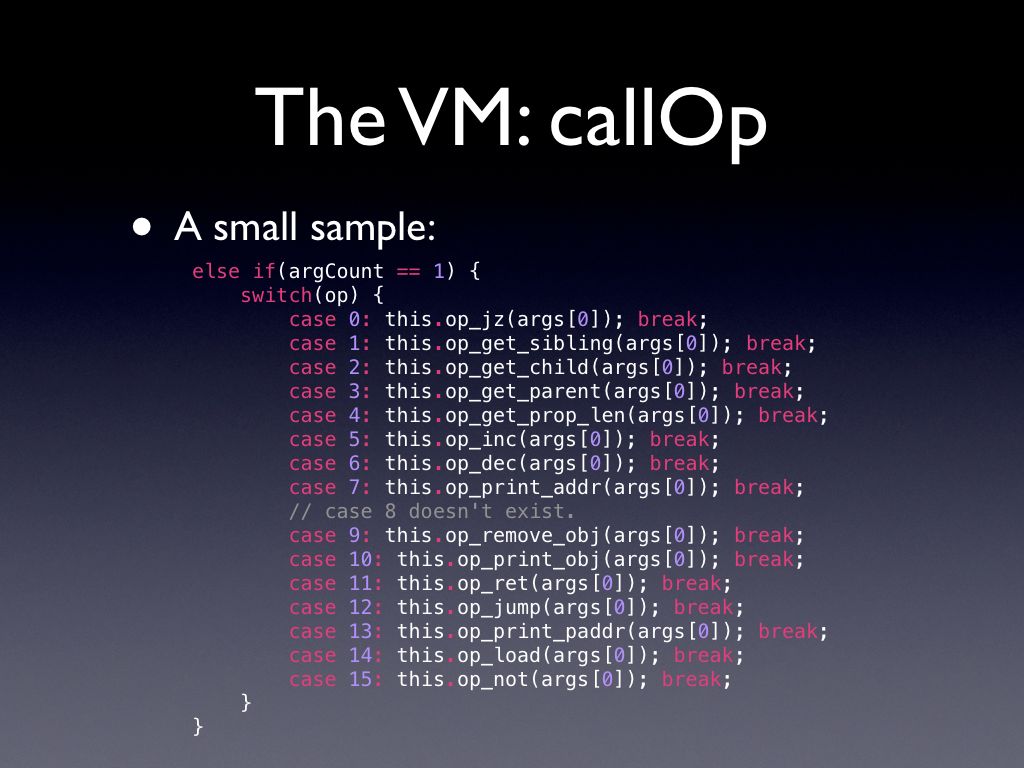 The VM: callOp
• A small sample:
else if(argCount == 1) {
    switch(op) {
        case 0: this.op_jz(args[0]); break;
        case 1: this.op_get_sibling(args[0]); break;
        case 2: this.op_get_child(args[0]); break;
        case 3: this.op_get_parent(args[0]); break;
        case 4: this.op_get_prop_len(args[0]); break;
        case 5: this.op_inc(args[0]); break;
        case 6: this.op_dec(args[0]); break;
        case 7: this.op_print_addr(args[0]); break;
        // case 8 doesn't exist.
        case 9: this.op_remove_obj(args[0]); break;
        case 10: this.op_print_obj(args[0]); break;
        case 11: this.op_ret(args[0]); break;
        case 12: this.op_jump(args[0]); break;
        case 13: this.op_print_paddr(args[0]); break;
        case 14: this.op_load(args[0]); break;
        case 15: this.op_not(args[0]); break;
    }
}